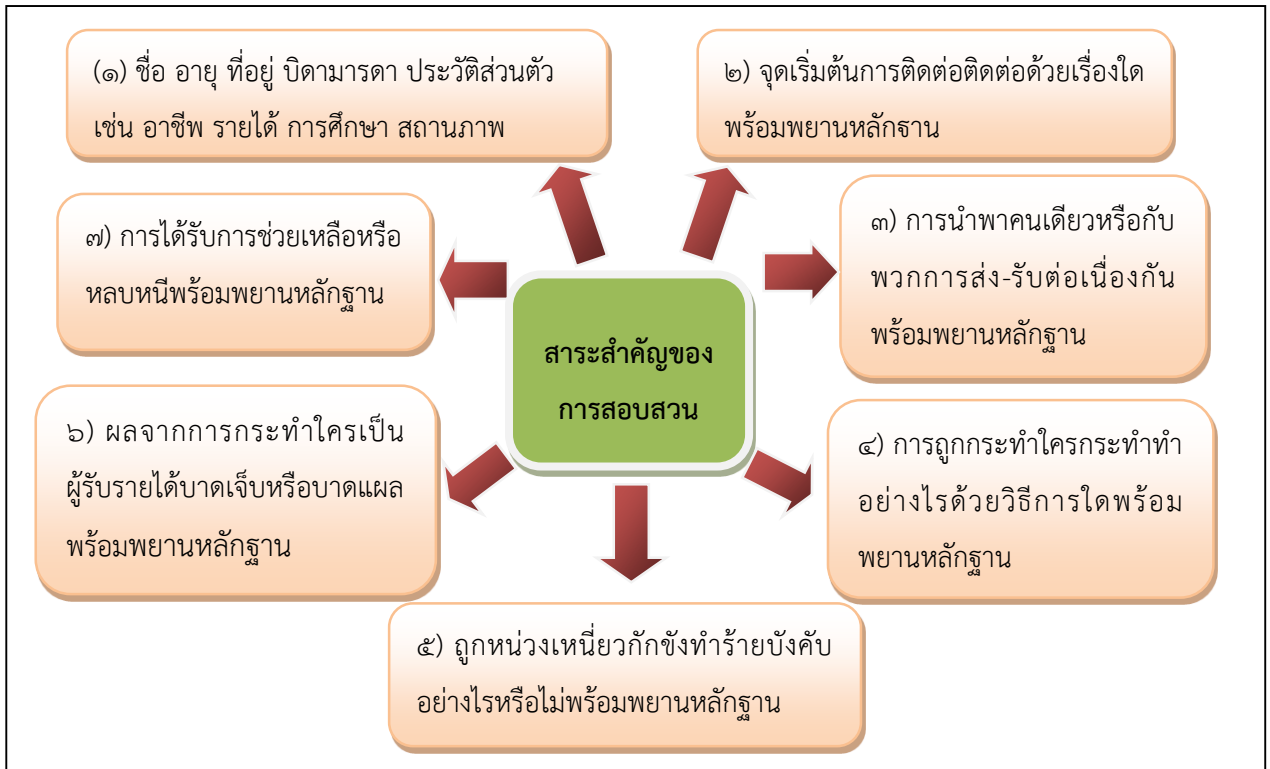 (๑) ชื่อ อายุ ที่อยู่ บิดามารดา ประวัติส่วนตัว
เช่น อาชีพ รายได้ การศึกษา สถานภาพ
๒) จุดเริ่มต้นการติดต่อติดต่อด้วยเรื่องใด
พร้อมพยานหลักฐาน
๓) การนำพาคนเดียวหรือกับ
พวกการส่ง-รับต่อเนื่องกัน
พร้อมพยานหลักฐาน
๔) การถูกกระทำใครกระทำทำ
อย่างไรด้วยวิธีการใดพร้อม
พยานหลักฐาน
๕) ถูกหน่วงเหนี่ยวกักขังทำร้ายบังคับ
อย่างไรหรือไม่พร้อมพยานหลักฐาน
๖) ผลจากการกระทำใครเป็น
ผู้รับรายได้บาดเจ็บหรือบาดแผล
พร้อมพยานหลักฐาน
๗) การได้รับการช่วยเหลือหรือ
หลบหนีพร้อมพยานหลักฐาน
สาระสำคัญของ
การสอบสวน